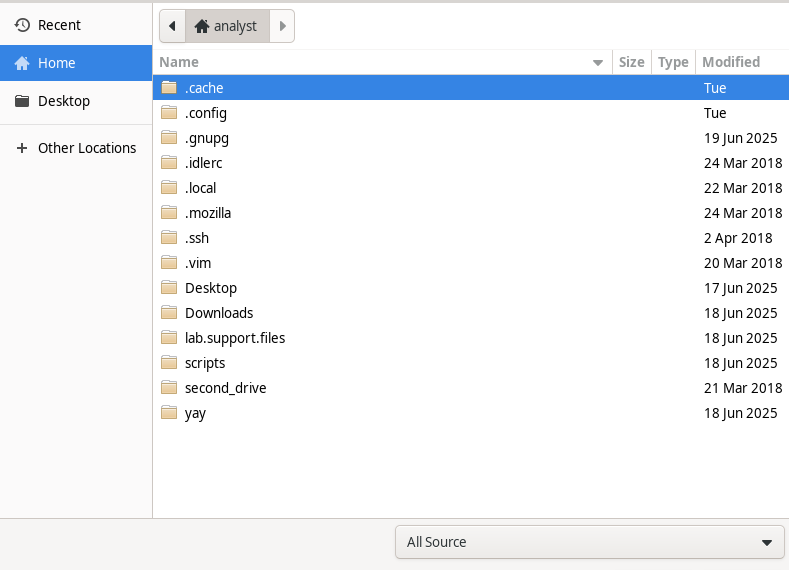 Recent
Home
Desktop
Other Locations
analyst
Name Size Type Modified
.cache Tue
.config Tue
.gnupg 19 Jun 2025
.idlerc 24 Mar 2018
.local 22 Mar 2018
.mozilla 24 Mar 2018
.ssh 2 Apr 2018
.vim 20 Mar 2018
Desktop 17 Jun 2025
Downloads 18 Jun 2025
lab.support.files 18 Jun 2025
scripts 18 Jun 2025
second_drive 21 Mar 2018
yay 18 Jun 2025
All Source